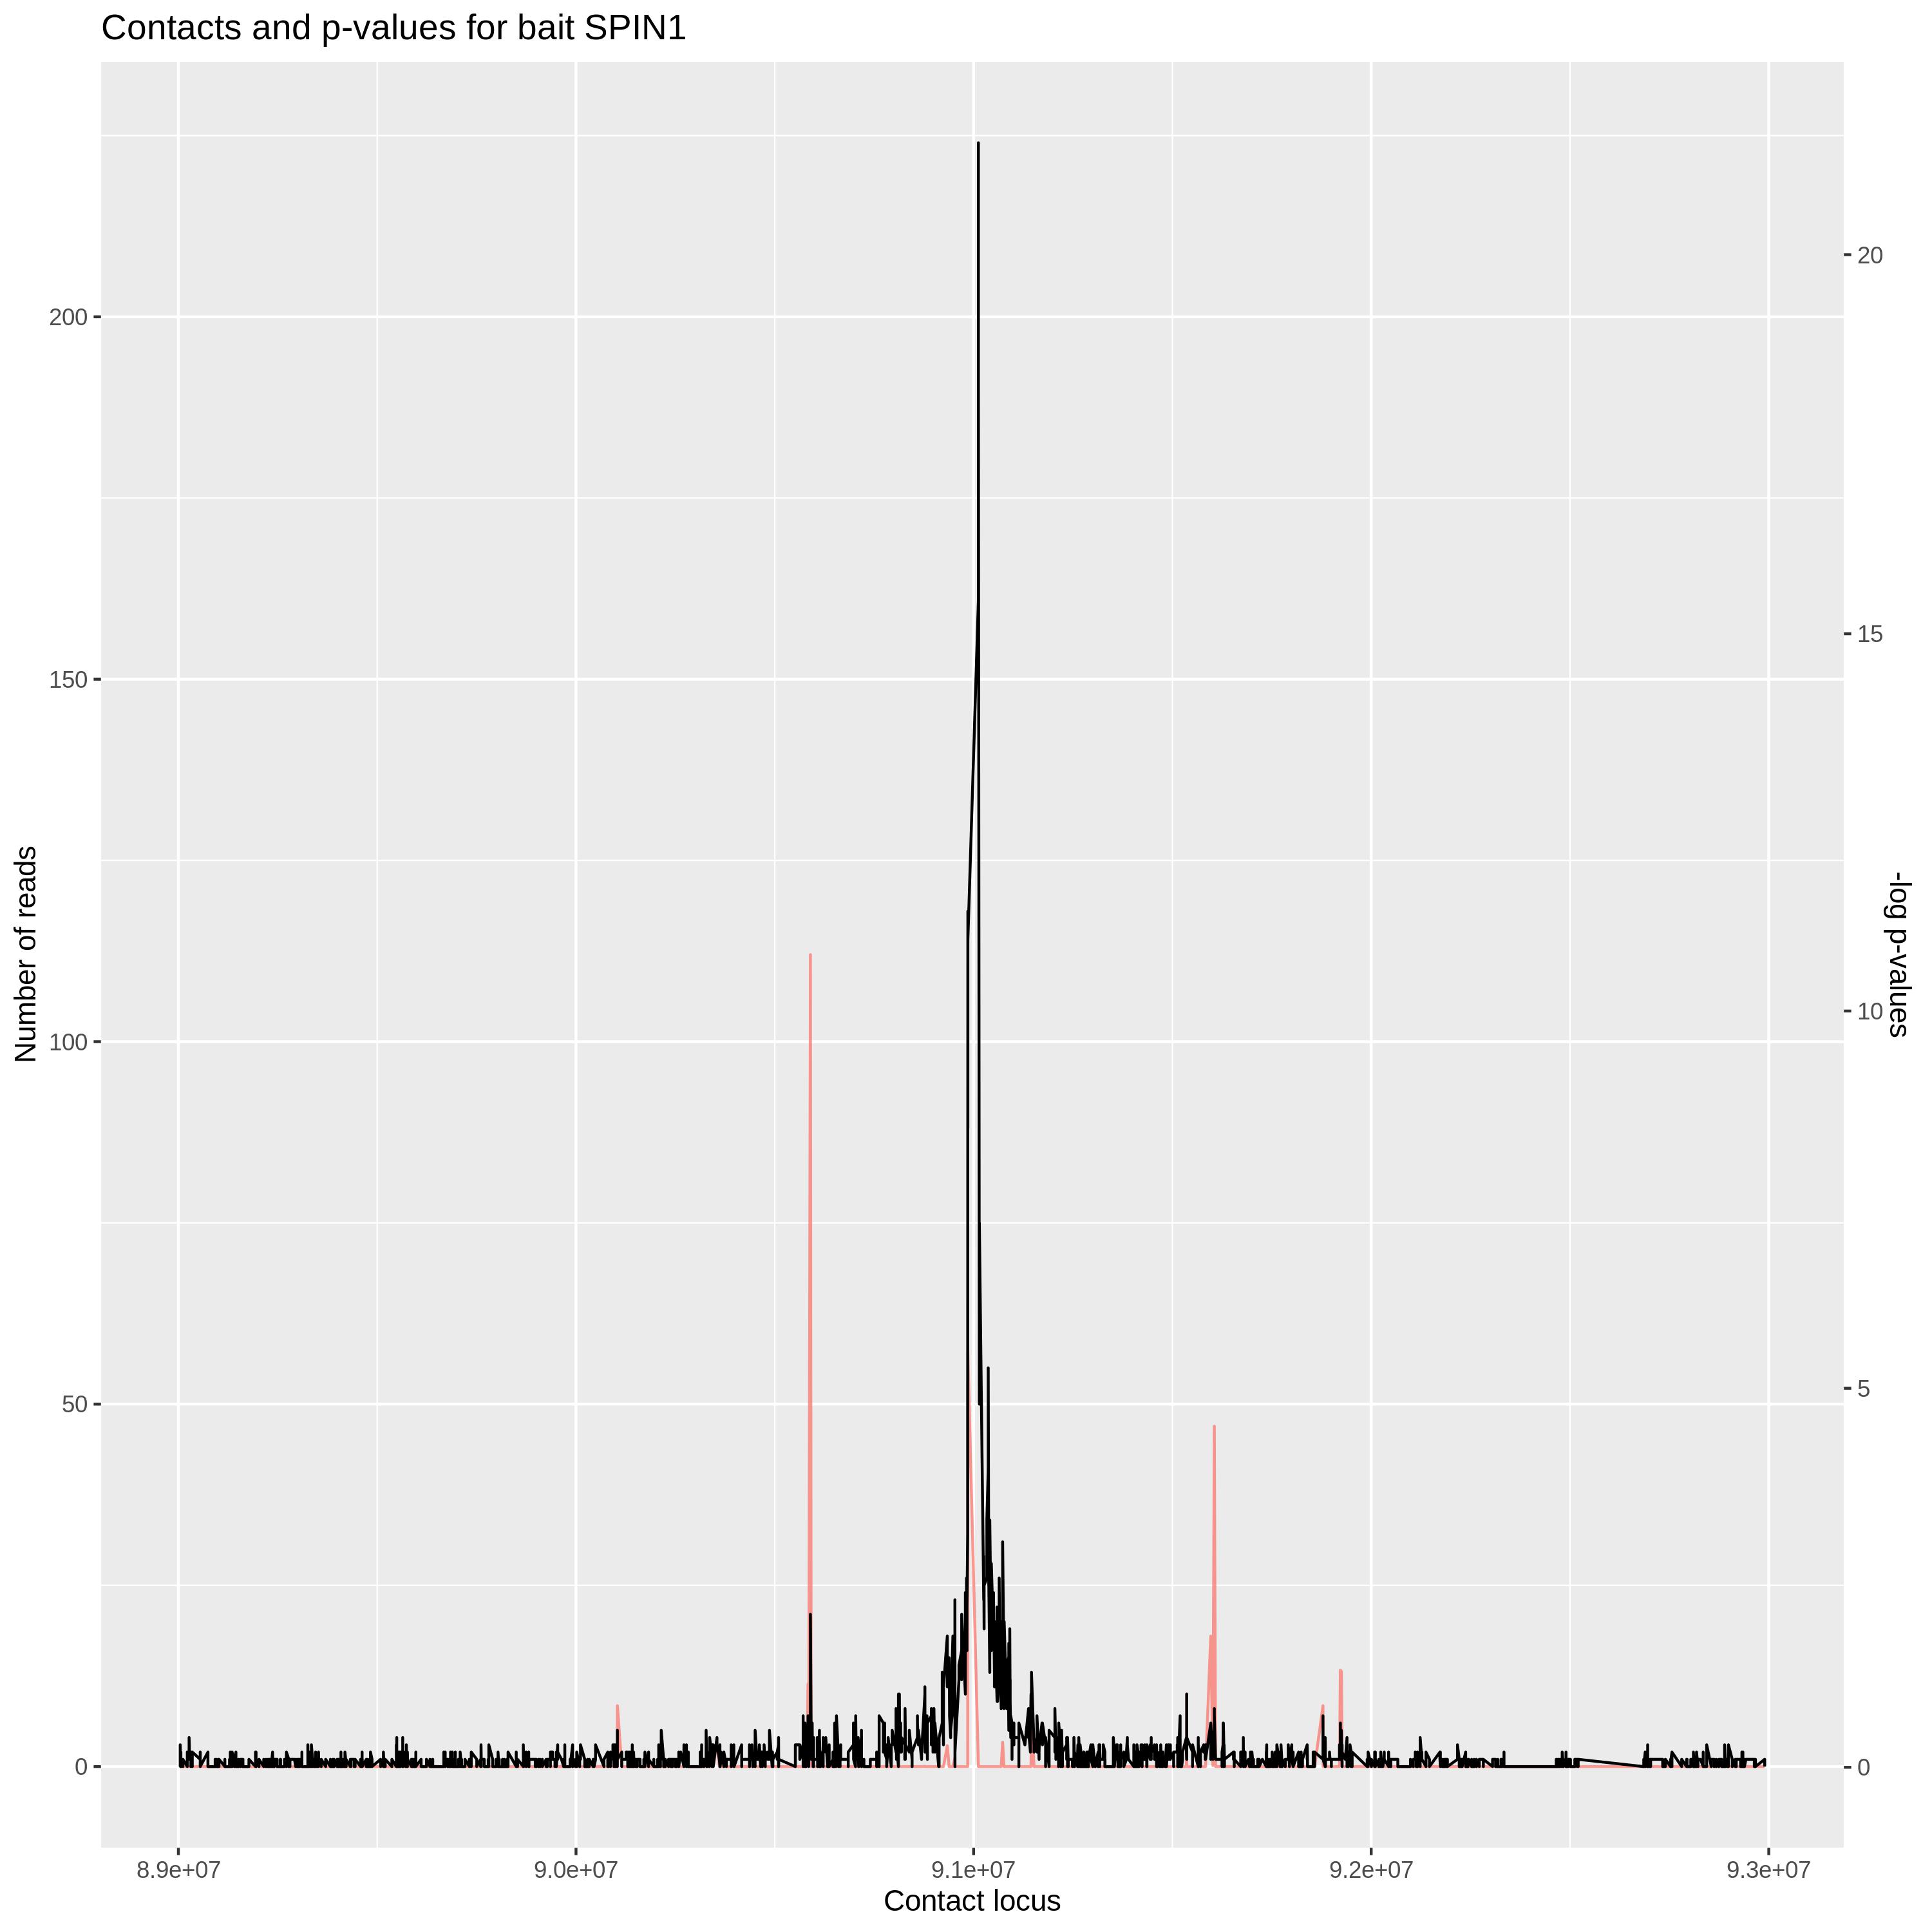 Contacts and p-values for bait SPIN1
Number of reads
200
150
100
50
0
20
15
10
5
0
-log p-values
8.9e+07
9.0e+07
9.1e+07
9.2e+07
9.3e+07
Contact locus